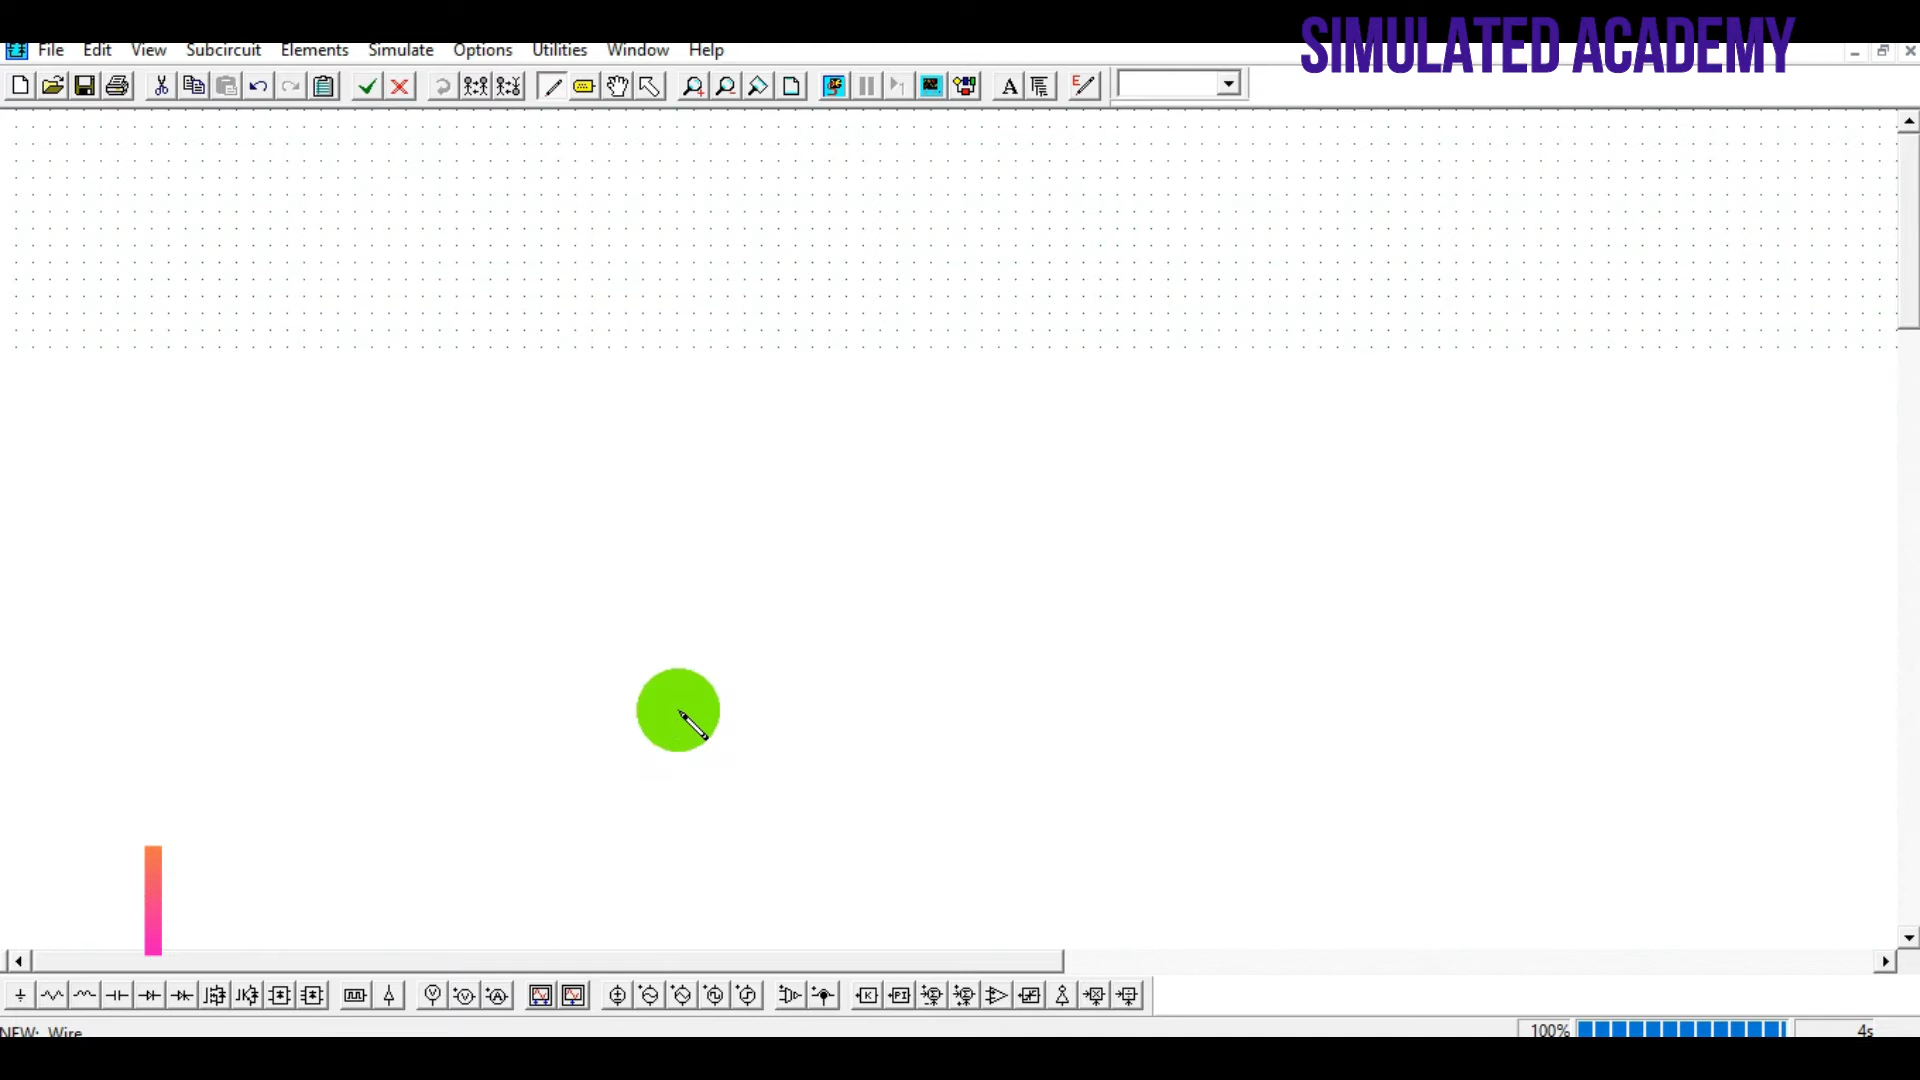 SIMULATED ACADEMY
File Edit View Subcircuit Elements Simulate Options Utilities Window Help
NEW: Wire
100% 4s